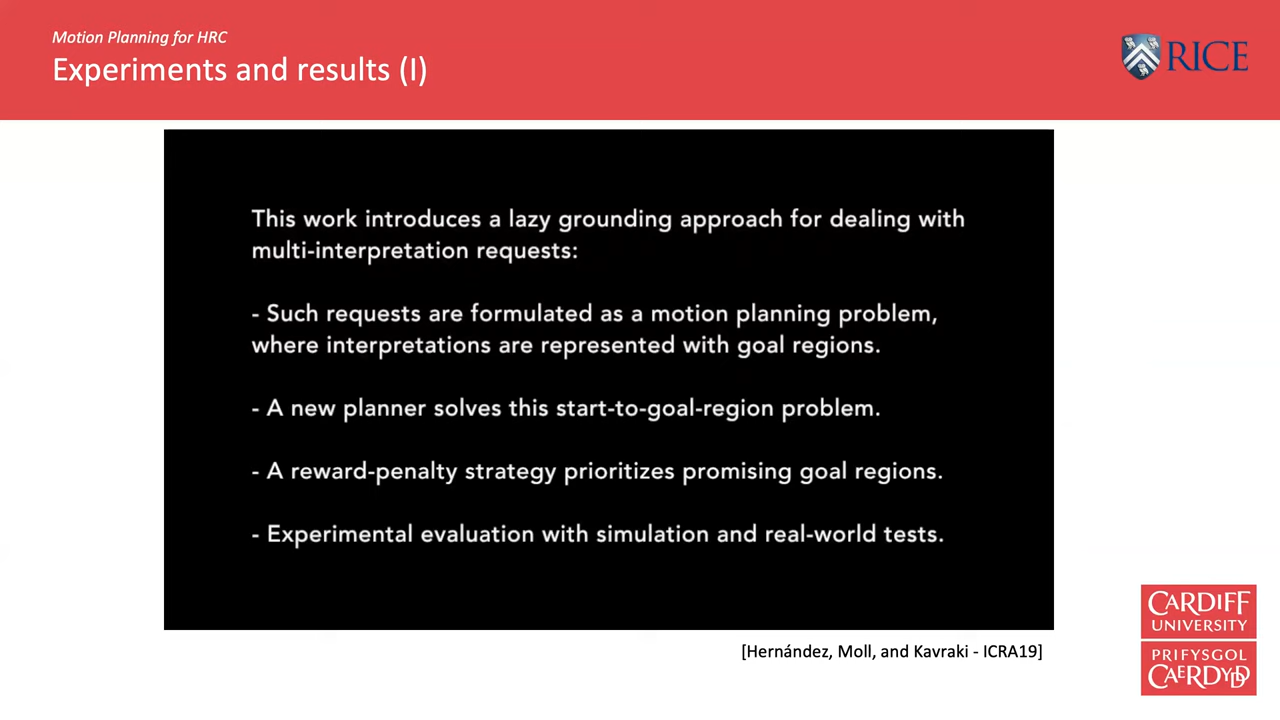 Motion Planning for HRC
Experiments and results (I)
RICE
This work introduces a lazy grounding approach for dealing with
multi-interpretation requests:
- Such requests are formulated as a motion planning problem,
where interpretations are represented with goal regions.
- A new planner solves this start-to-goal-region problem.
- A reward-penalty strategy prioritizes promising goal regions.
- Experimental evaluation with simulation and real-world tests.
[Hernández, Moll, and Kavraki - ICRA19]
CARDIFF
UNIVERSITY
PRIFYSGOL
CAERDYDD